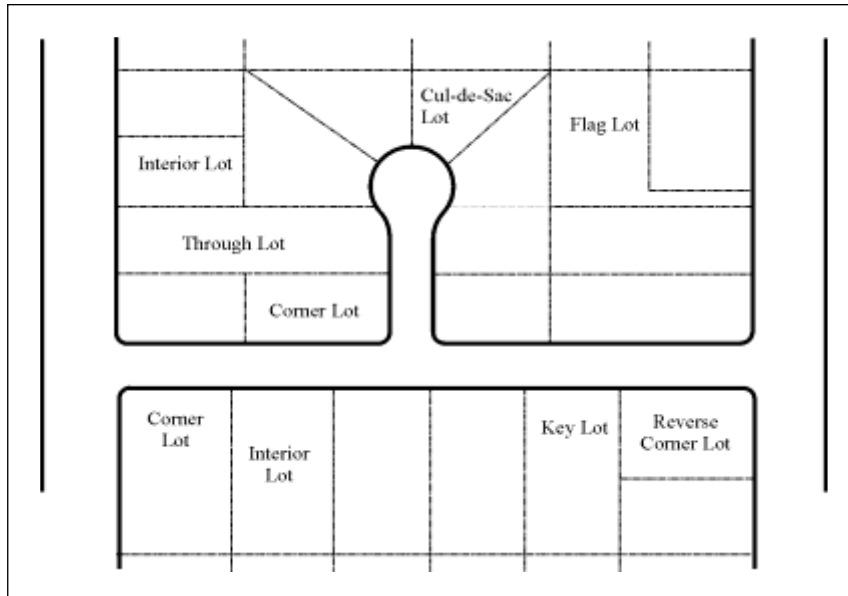 Cul-de-Sac
Lot
Flag Lot
Interior Lot
Through Lot
Corner Lot
Corner
Lot
Interior
Lot
Key Lot
Reverse
Corner Lot